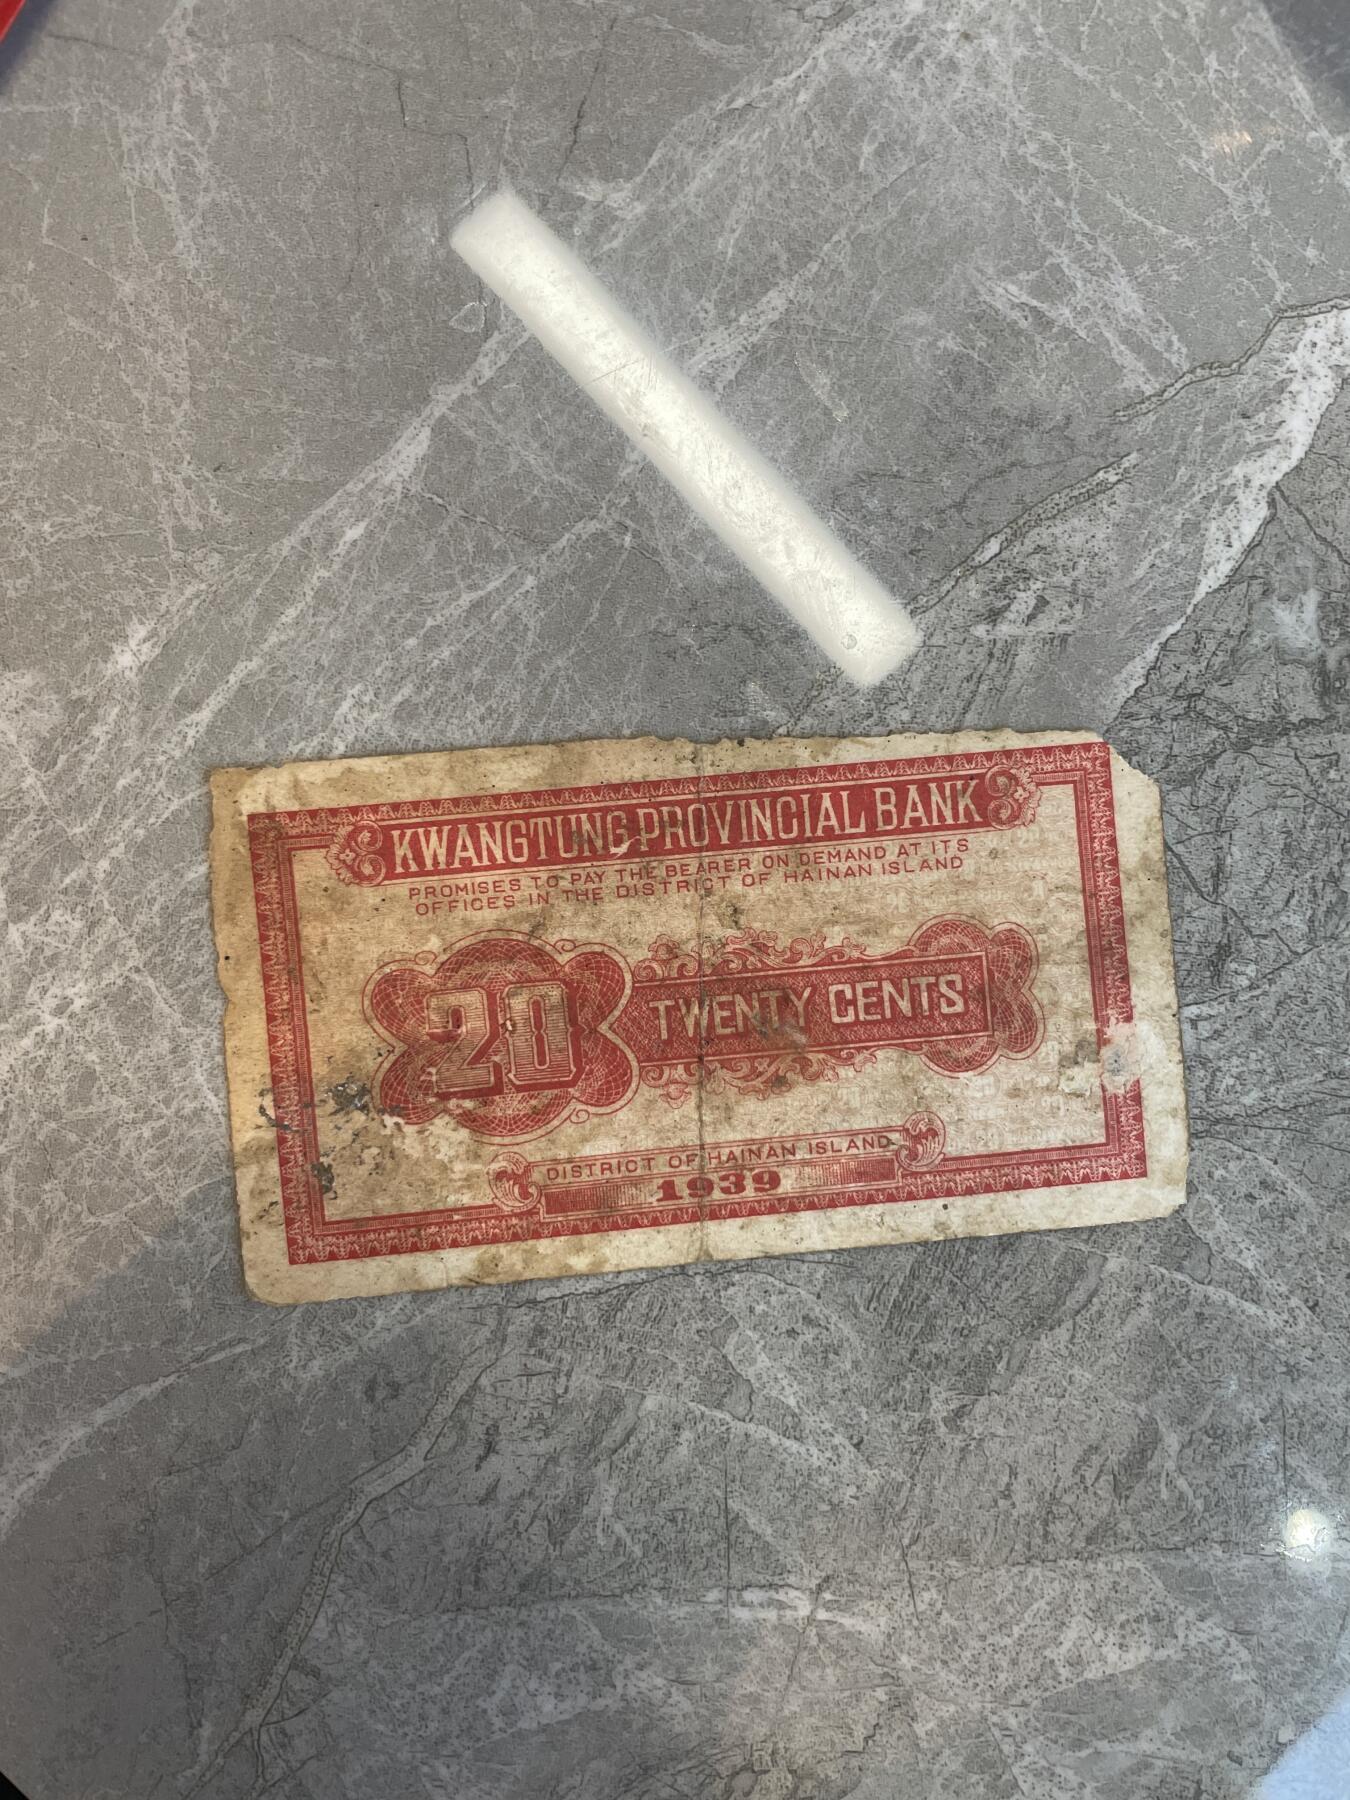 KWANGTUNG PROVINCIAL BANK
PROMISES TO PAY THE BEARER ON DEMAND AT ITS
OFFICES IN THE DISTRICT OF HAINAN ISLAND
20 TWENTY CENTS
DISTRICT OF HAINAN ISLAND
1939